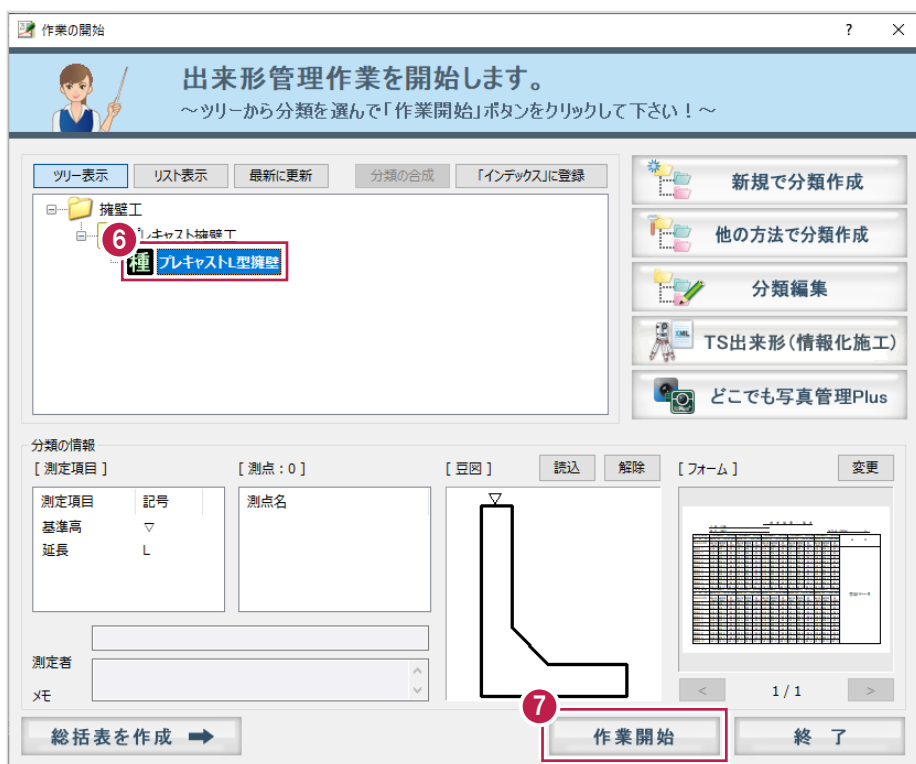 作業の開始
? ×
出来形管理作業を開始します。
～ツリーから分類を選んで「作業開始」ボタンをクリックして下さい！～
ツリー表示 リスト表示 最新に更新 分類の合成 「インデックス」に登録
擁壁工
レキャスト擁壁工
6
種 プレキャストL型擁壁
新規で分類作成
他の方法で分類作成
分類編集
XML TS出来形(情報化施工)
どこでも写真管理Plus
分類の情報
[ 測定項目 ] [ 測点 : 0 ] [ 豆図 ] 読込 解除 [ フォーム ] 変更
測定項目 記号 測点名
基準高 ▽
延長 L
測定者
メモ
< 1 / 1 >
7
総括表を作成 ➡ 作業開始 終了